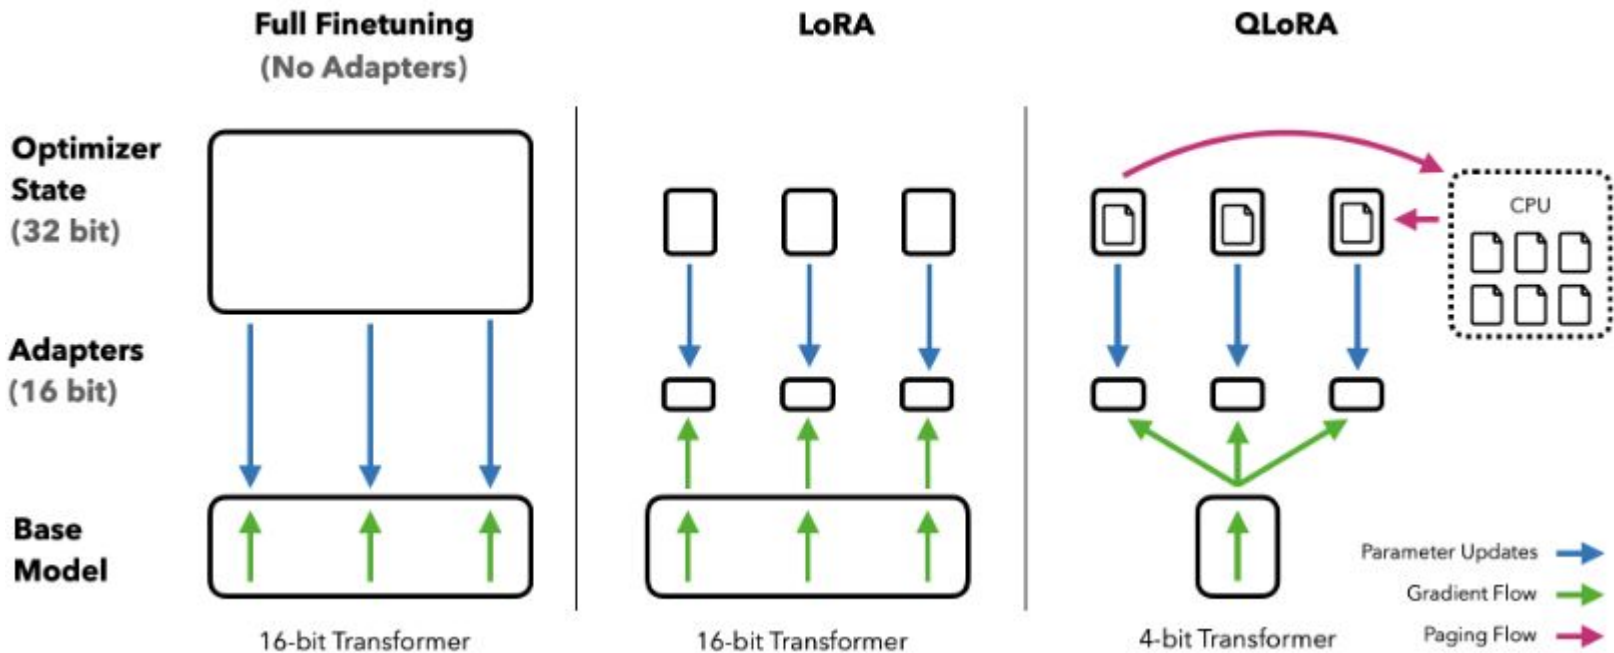 Full Finetuning
(No Adapters)
LoRA
QLoRA
Optimizer
State
(32 bit)
CPU
Adapters
(16 bit)
Base
Model
Parameter Updates
Gradient Flow
Paging Flow
16-bit Transformer
16-bit Transformer
4-bit Transformer